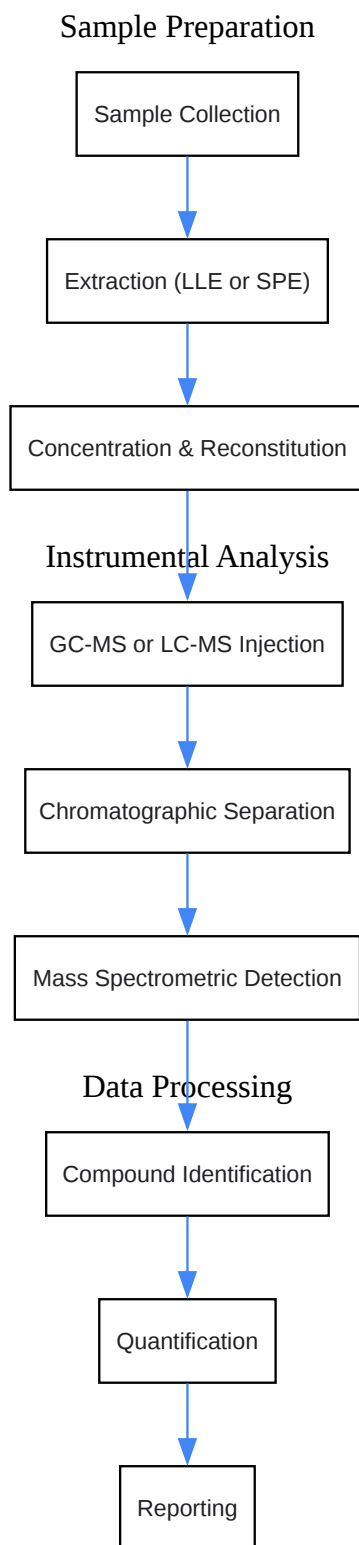 Sample Preparation
Sample Collection
Extraction (LLE or SPE)
Concentration & Reconstitution
Instrumental Analysis
GC-MS or LC-MS Injection
Chromatographic Separation
Mass Spectrometric Detection
Data Processing
Compound Identification
Quantification
Reporting